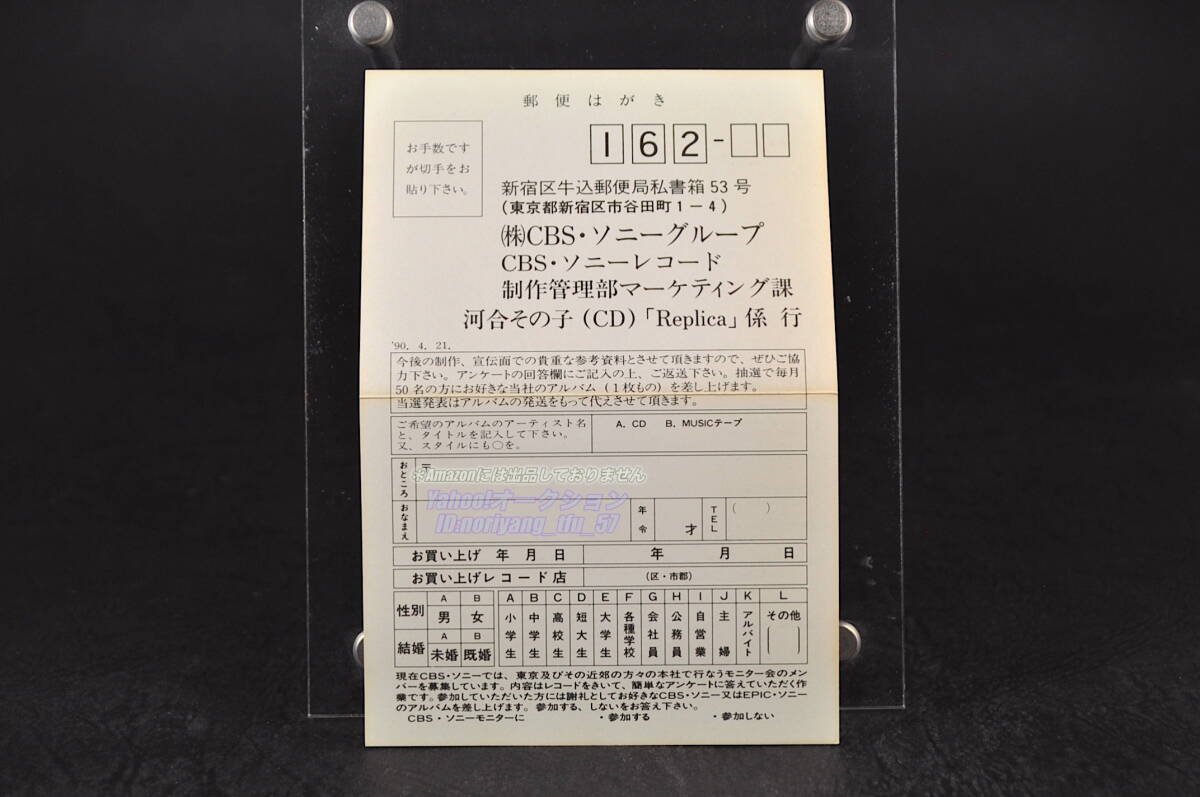 郵便はがき
お手数です
が切手をお
貼り下さい。
162-
新宿区牛込郵便局私書箱53号
(東京都新宿区市谷田町1-4)
㈱CBS・ソニーグループ
CBS・ソニーレコード
制作管理部マーケティング課
河合その子(CD)「Replica」係 行
'90. 4. 21.
今後の制作、宣伝面での貴重な参考資料とさせて頂きますので、ぜひご協
力下さい。アンケートの回答欄にご記入の上、ご返送下さい。抽選で毎月
50名の方にお好きな当社のアルバム(1枚もの)を差し上げます。
当選発表はアルバムの発送をもって代えさせて頂きます。
ご希望のアルバムのアーティスト名
と、タイトルを記入して下さい。
又、スタイルにも○を。
A. CD B. MUSICテープ
おところ
〒
※Amazonには出品しておりません
Yahoo!オークション
ID:noriyang_tfu_57
おなまえ
年令
才
TEL
( )
お買い上げ 年 月 日
年 月 日
お買い上げレコード店
(区・市郡)
性別
A 男
B 女
結婚
A 未婚
B 既婚
A 小学生
B 中学生
C 高校生
D 短大生
E 大学生
F 各種学校
G 会社員
H 公務員
I 自営業
J 主婦
K アルバイト
L その他
( )
現在CBS・ソニーでは、東京及びその近郊の方々の本社で行なうモニター会のメン
バーを募集しています。内容はレコードをきいて、簡単なアンケートに答えていただく作
業です。参加していただいた方には謝礼としてお好きなCBS・ソニー又はEPIC・ソニー
のアルバムを差し上げます。参加する、しないをお答え下さい。
CBS・ソニーモニターに ・参加する ・参加しない